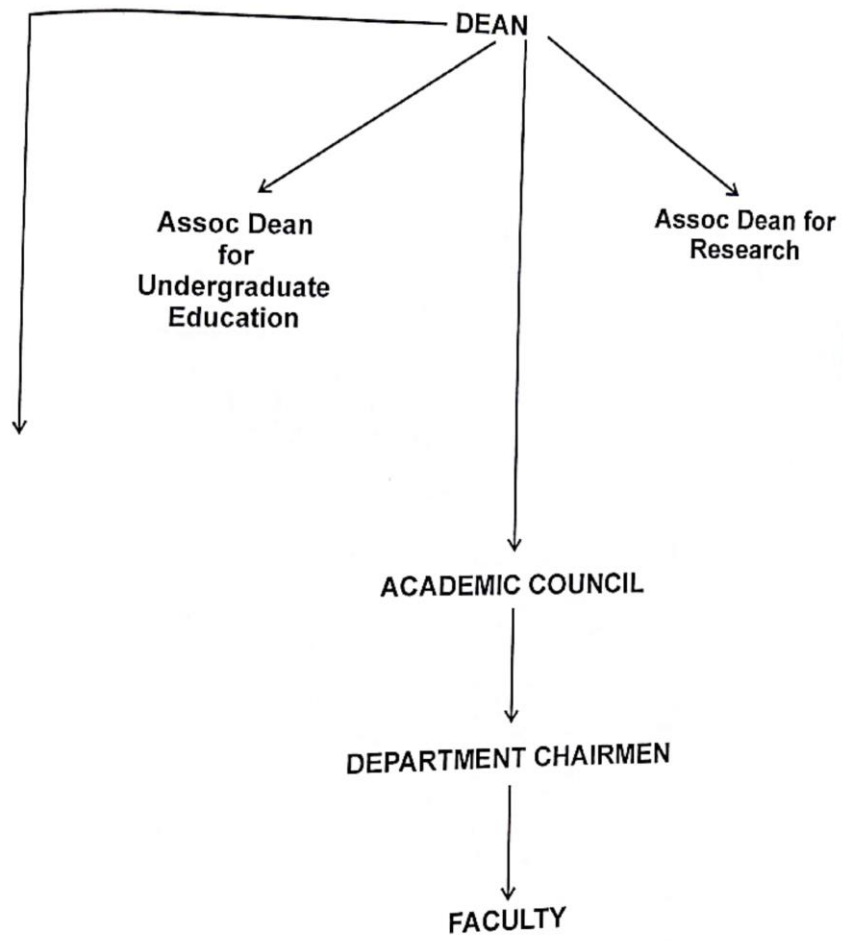 DEAN
Assoc Dean
for
Undergraduate
Education
Assoc Dean for
Research
ACADEMIC COUNCIL
DEPARTMENT CHAIRMEN
FACULTY